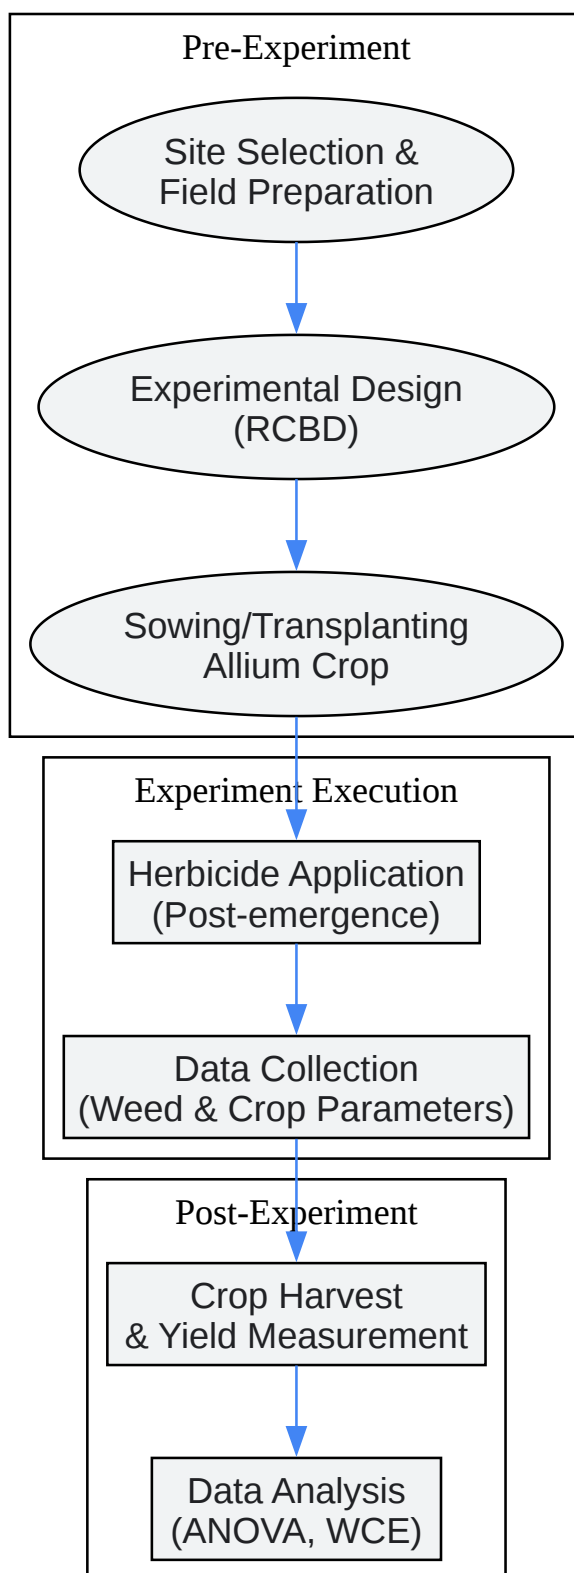 Pre-Experiment
Site Selection &
Field Preparation
Experimental Design
(RCBD)
Sowing/Transplanting
Allium Crop
Experiment Execution
Herbicide Application
(Post-emergence)
Data Collection
(Weed & Crop Parameters)
Post-Experiment
Crop Harvest
& Yield Measurement
Data Analysis
(ANOVA, WCE)